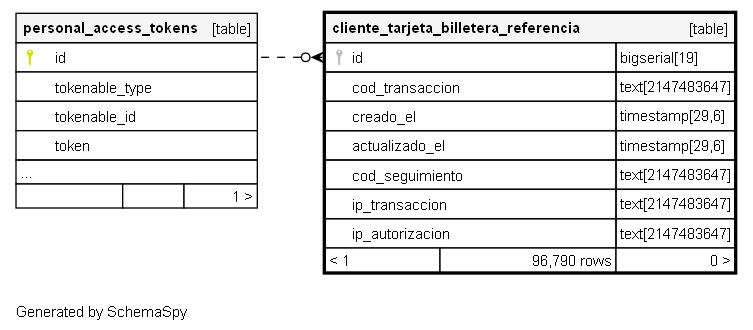 personal_access_tokens [table]
id
tokenable_type
tokenable_id
token
...
1 >
cliente_tarjeta_billetera_referencia [table]
id bigserial[19]
cod_transaccion text[2147483647]
creado_el timestamp[29,6]
actualizado_el timestamp[29,6]
cod_seguimiento text[2147483647]
ip_transaccion text[2147483647]
ip_autorizacion text[2147483647]
< 1 96,790 rows 0 >
Generated by SchemaSpy